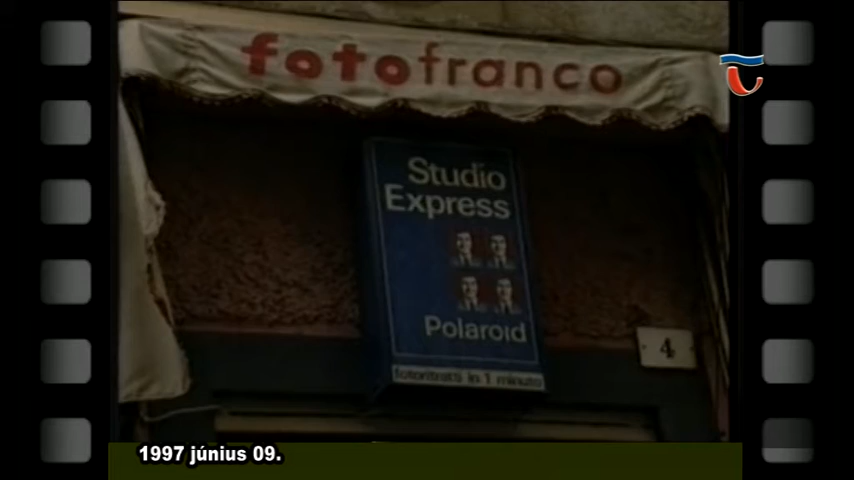 fotofranco
Studio
Express
Polaroid
fotoritratti in 1 minuto
4
1997 június 09.